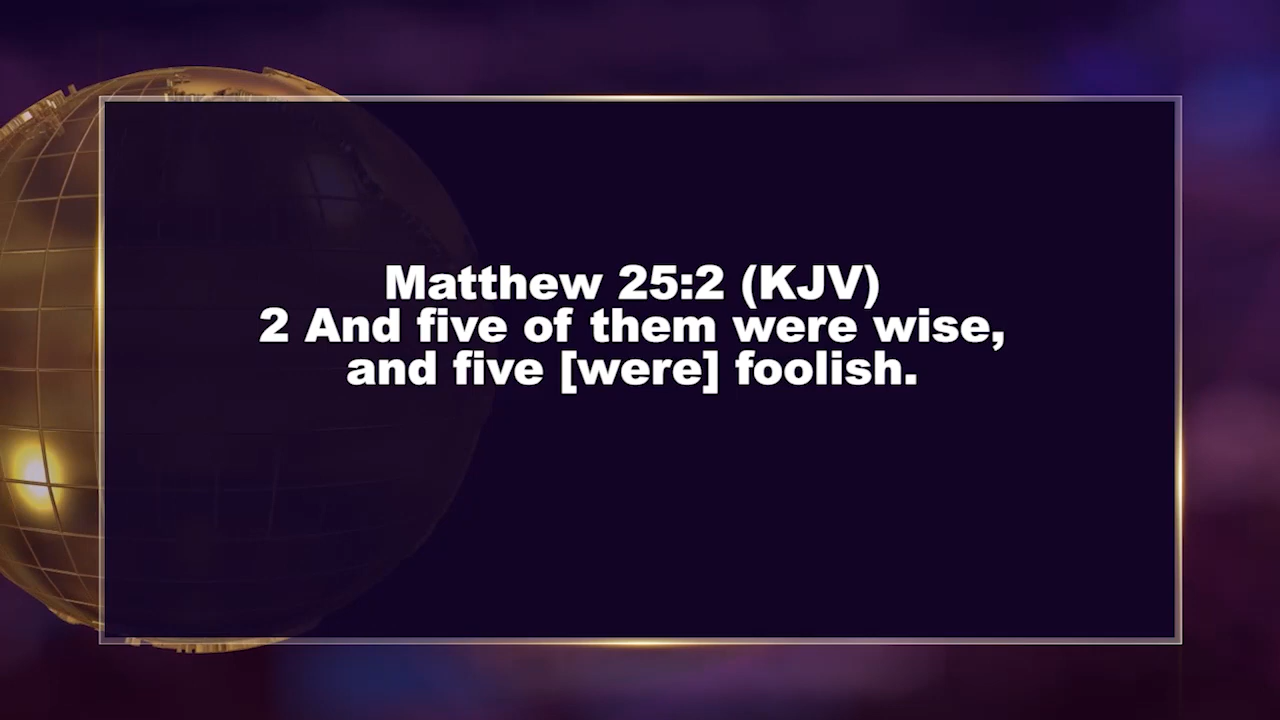 Matthew 25:2 (KJV)
2 And five of them were wise,
and five [were] foolish.